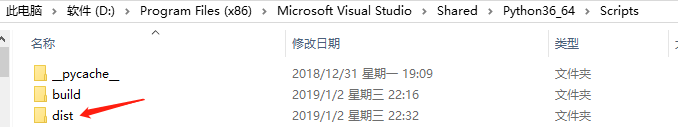 此电脑 > 软件 (D:) > Program Files (x86) > Microsoft Visual Studio > Shared > Python36_64 > Scripts
名称 修改日期 类型
__pycache__ 2018/12/31 星期一 19:09 文件夹
build 2019/1/2 星期三 22:16 文件夹
dist 2019/1/2 星期三 22:32 文件夹